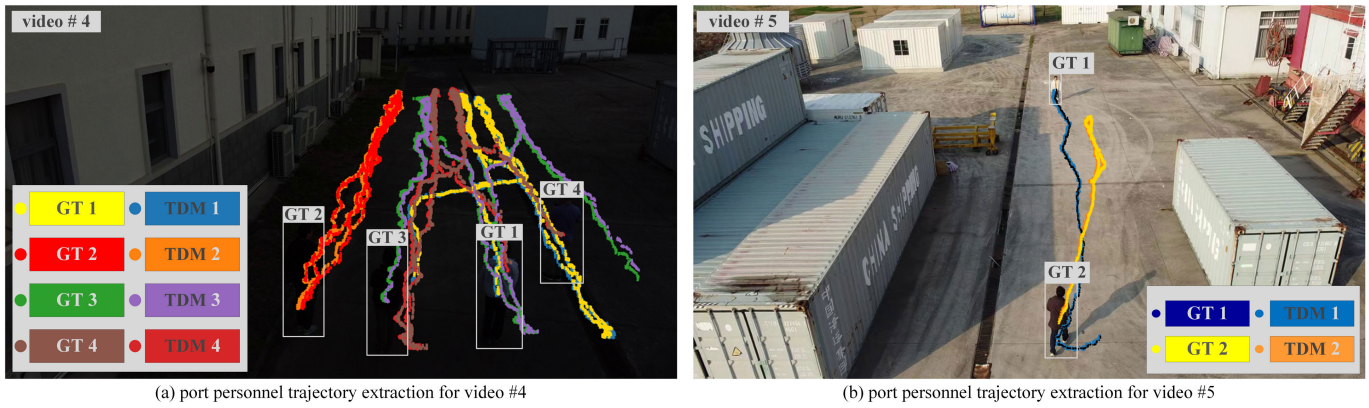 video # 4
GT 2
GT 3
GT 1
GT 4
GT 1 TDM 1
GT 2 TDM 2
GT 3 TDM 3
GT 4 TDM 4
(a) port personnel trajectory extraction for video #4
video # 5
GT 1
SHIPPING
CHINA SHIPPING
GT 2
GT 1 TDM 1
GT 2 TDM 2
(b) port personnel trajectory extraction for video #5